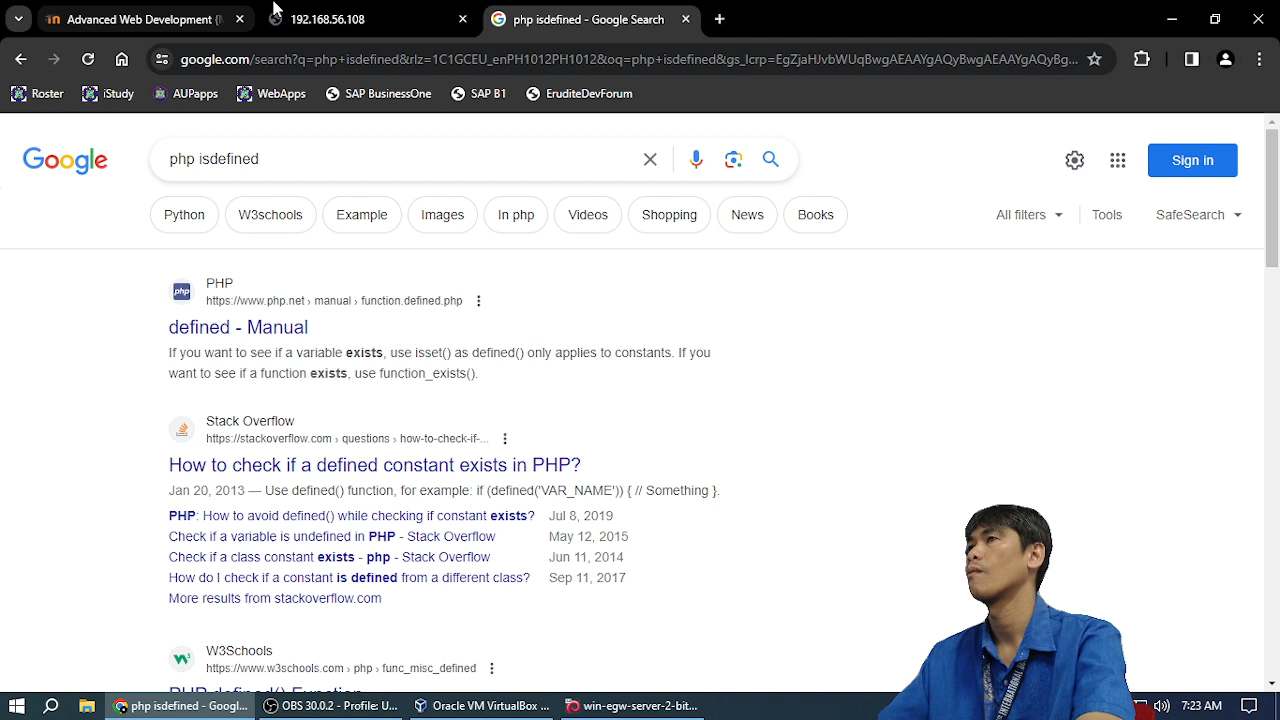 Advanced Web Development (
192.168.56.108
php isdefined - Google Search
google.com/search?q=php+isdefined&rlz=1C1GCEU_enPH1012PH1012&oq=php+isdefined&gs_lcrp=EgZjaHJvbWUqBwgAEAAYgAQyBwgAEAAYgAQyBg...
Roster
iStudy
AUPapps
WebApps
SAP BusinessOne
SAP B1
EruditeDevForum
Google
php isdefined
Sign in
Python
W3schools
Example
Images
In php
Videos
Shopping
News
Books
All filters
Tools
SafeSearch
php
PHP
https://www.php.net › manual › function.defined.php
defined - Manual
If you want to see if a variable exists, use isset() as defined() only applies to constants. If you
want to see if a function exists, use function_exists().
Stack Overflow
https://stackoverflow.com › questions › how-to-check-if-...
How to check if a defined constant exists in PHP?
Jan 20, 2013 — Use defined() function, for example: if (defined('VAR_NAME')) { // Something }.
PHP: How to avoid defined() while checking if constant exists? Jul 8, 2019
Check if a variable is undefined in PHP - Stack Overflow May 12, 2015
Check if a class constant exists - php - Stack Overflow Jun 11, 2014
How do I check if a constant is defined from a different class? Sep 11, 2017
More results from stackoverflow.com
W3Schools
https://www.w3schools.com › php › func_misc_defined
PHP defined() Function
php isdefined - Googl...
OBS 30.0.2 - Profile: U...
Oracle VM VirtualBox ...
win-egw-server-2-bit...
7:23 AM